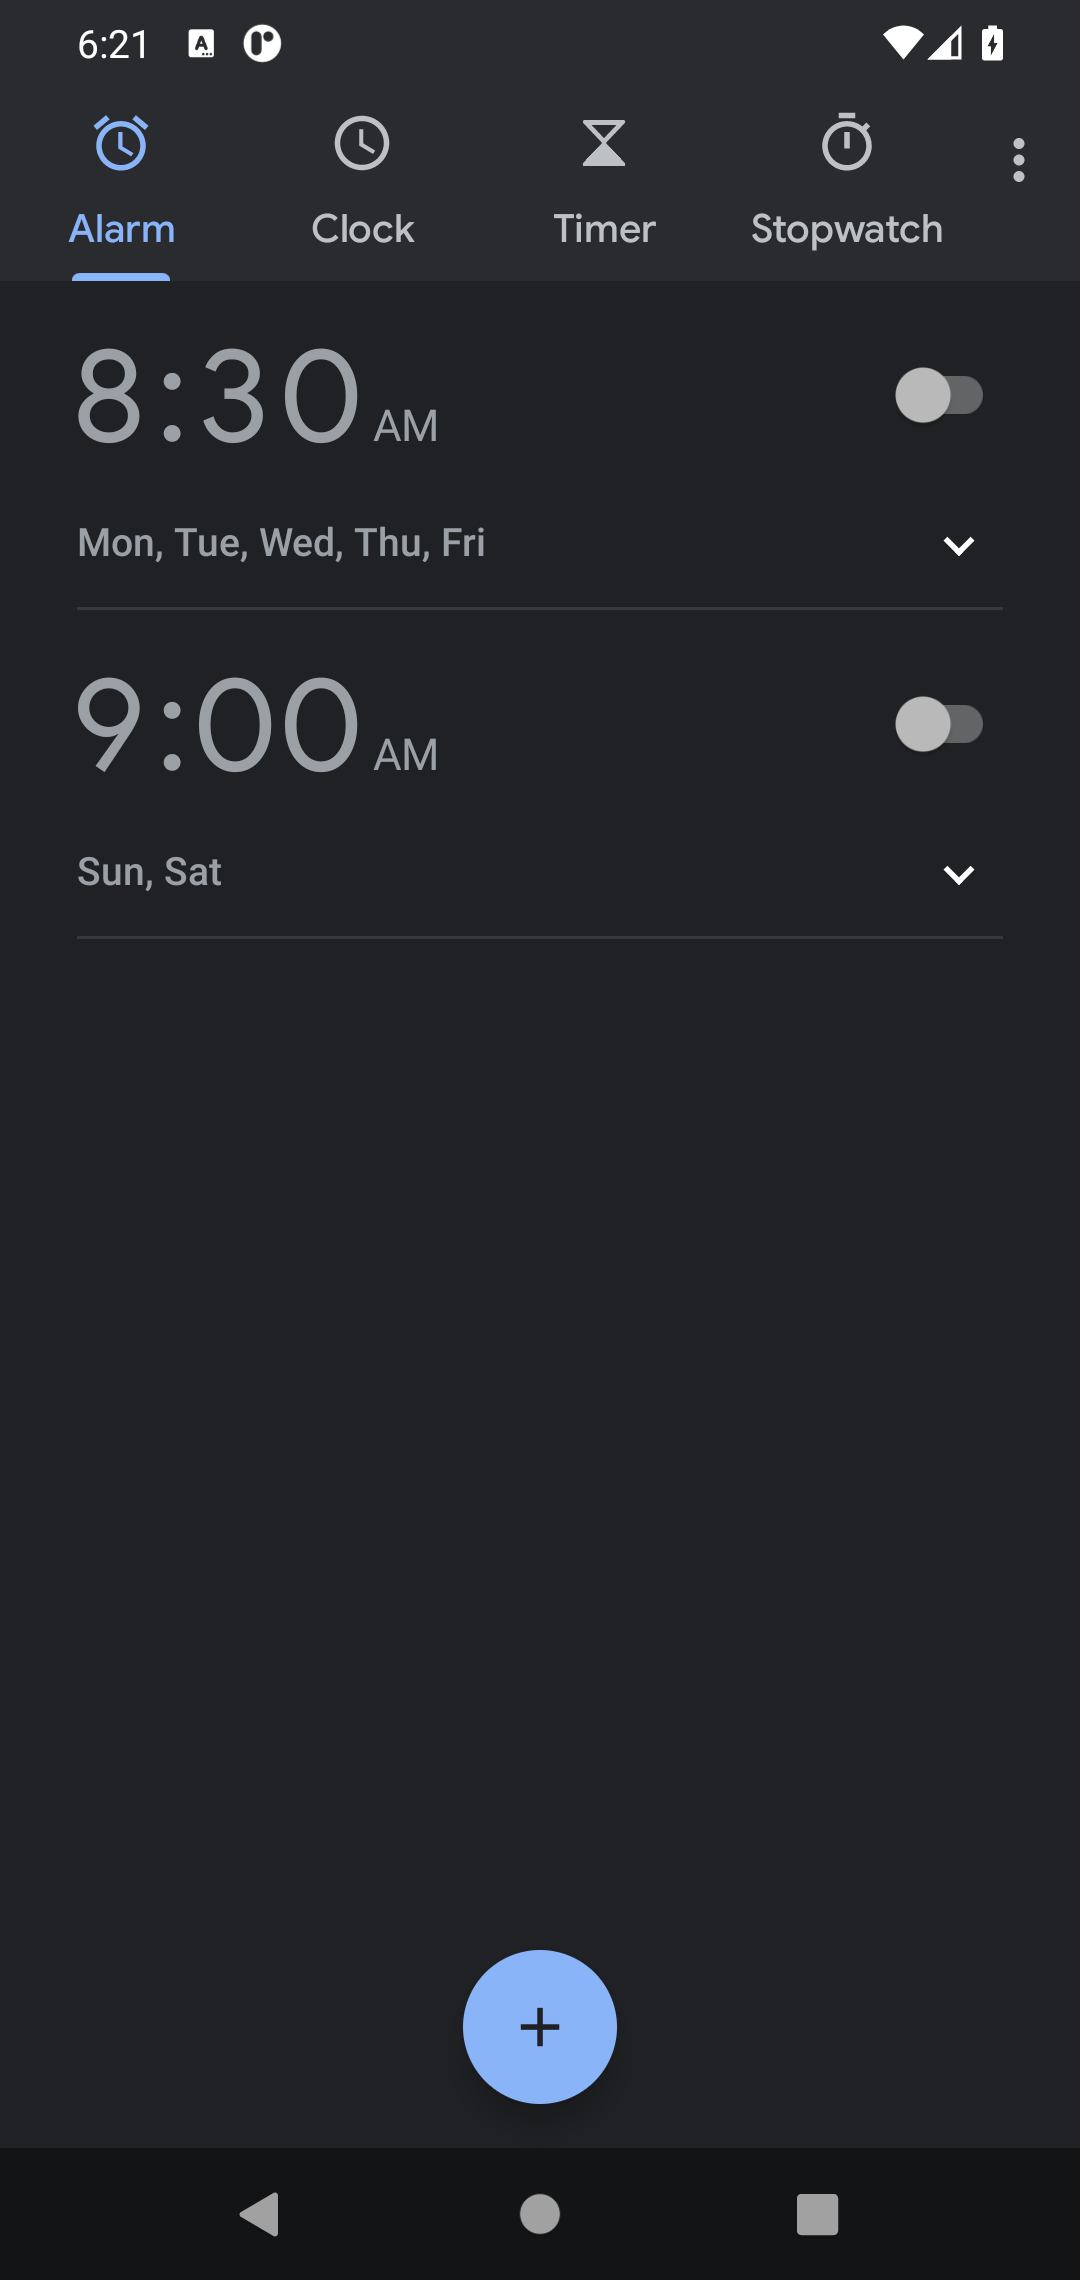 6:21
Alarm
Clock
Timer
Stopwatch
8:30 AM
Mon, Tue, Wed, Thu, Fri
9:00 AM
Sun, Sat